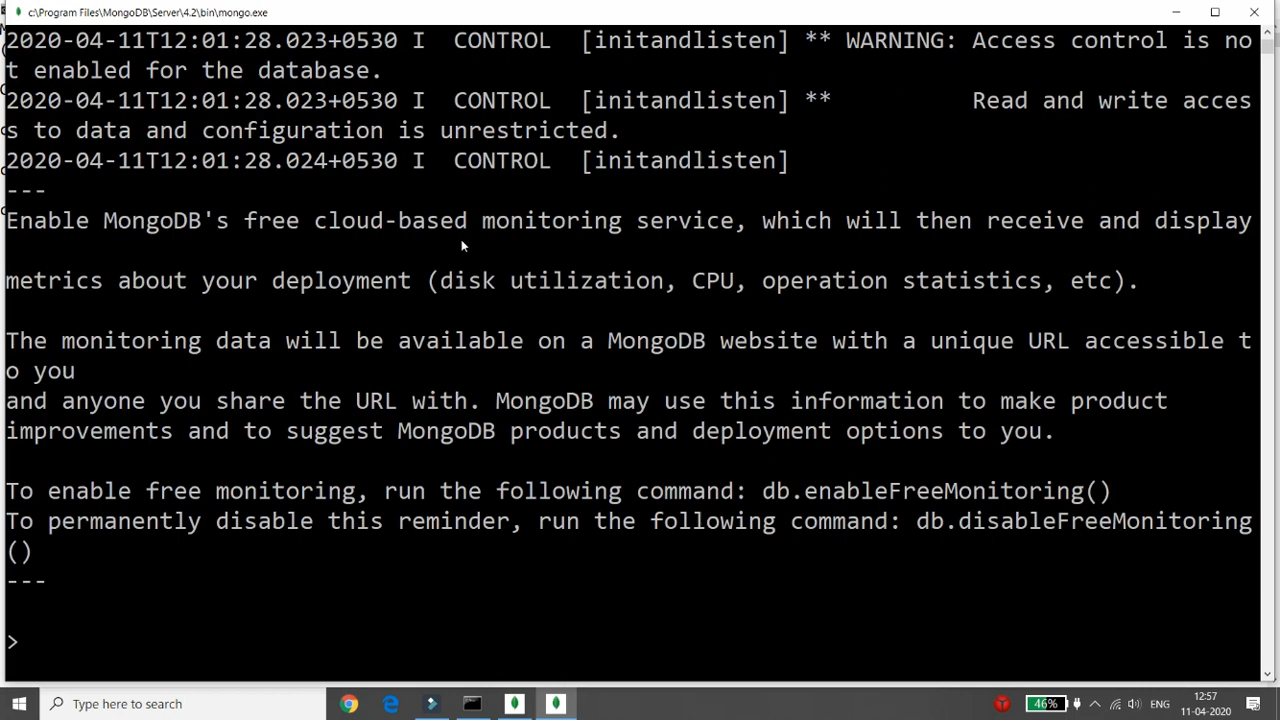 c:\Program Files\MongoDB\Server\4.2\bin\mongo.exe
2020-04-11T12:01:28.023+0530 I  CONTROL  [initandlisten] ** WARNING: Access control is no
t enabled for the database.
2020-04-11T12:01:28.023+0530 I  CONTROL  [initandlisten] **          Read and write acces
s to data and configuration is unrestricted.
2020-04-11T12:01:28.024+0530 I  CONTROL  [initandlisten]
---
Enable MongoDB's free cloud-based monitoring service, which will then receive and display
metrics about your deployment (disk utilization, CPU, operation statistics, etc).
The monitoring data will be available on a MongoDB website with a unique URL accessible t
o you
and anyone you share the URL with. MongoDB may use this information to make product
improvements and to suggest MongoDB products and deployment options to you.
To enable free monitoring, run the following command: db.enableFreeMonitoring()
To permanently disable this reminder, run the following command: db.disableFreeMonitoring
()
---
>
Type here to search
46%
ENG
12:57
11-04-2020